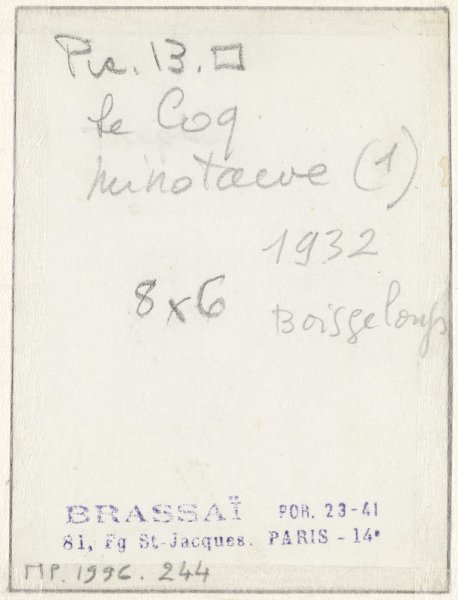 Pic. 13. □
le Coq
minotaure (1)
1932
8x6
Boisgeloup
BRASSAÏ POR. 23-41
81, Fg St-Jacques. PARIS - 14e
MP. 1996. 244